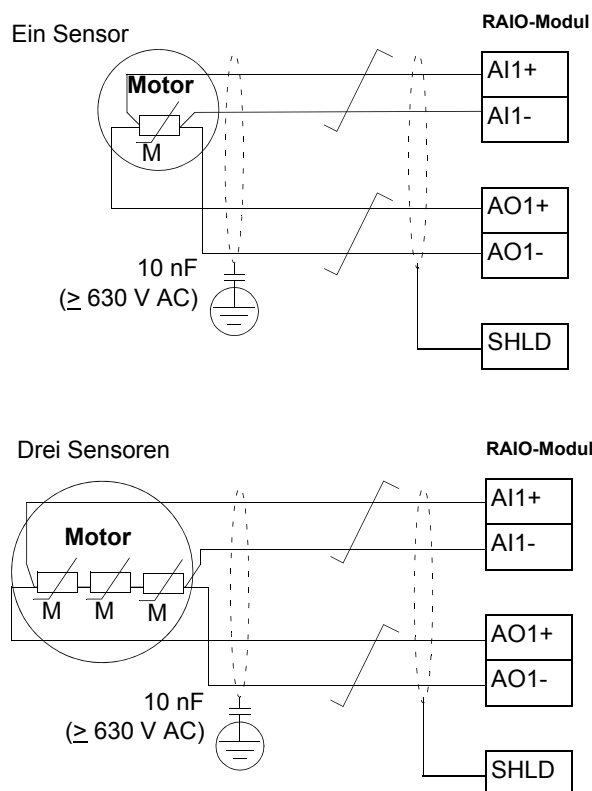 Ein Sensor
RAIO-Modul
Motor
M
AI1+
AI1-
AO1+
AO1-
10 nF
(≥ 630 V AC)
SHLD
Drei Sensoren
RAIO-Modul
Motor
M M M
AI1+
AI1-
AO1+
AO1-
10 nF
(≥ 630 V AC)
SHLD